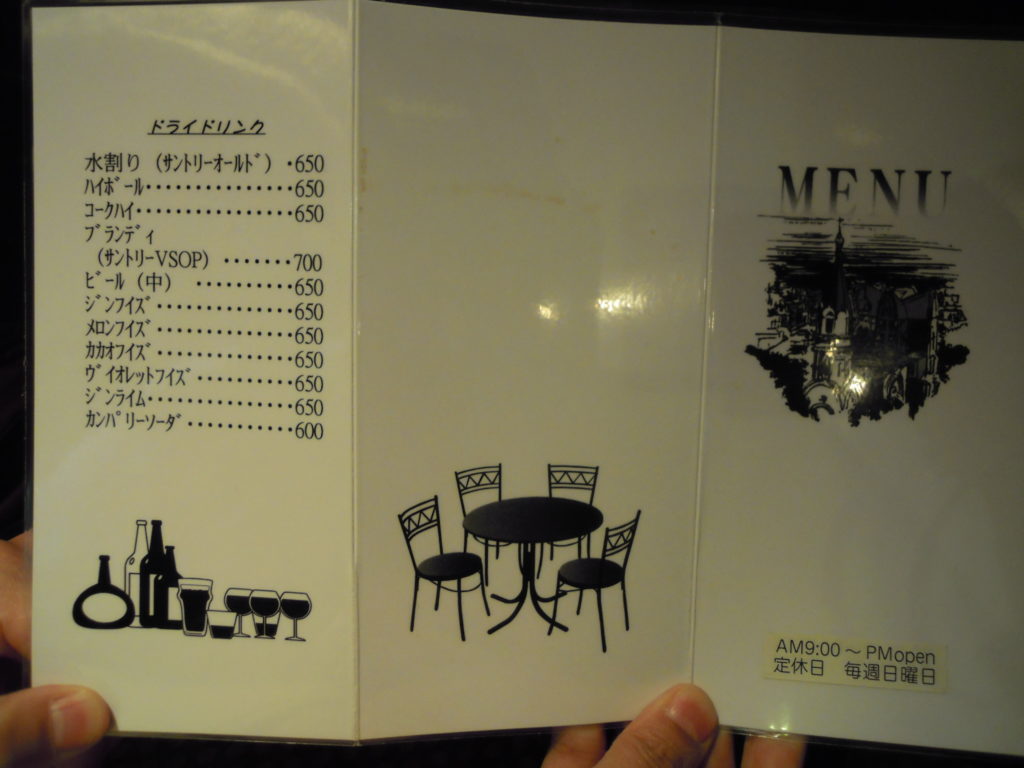 ドライドリンク
水割り（ｻﾝﾄﾘｰｵｰﾙﾄﾞ）・650
ﾊｲﾎﾞｰﾙ・・・・・・・・・・・・・・・650
ｺｰｸﾊｲ・・・・・・・・・・・・・・・・650
ﾌﾞﾗﾝﾃﾞｨ
（ｻﾝﾄﾘｰVSOP）・・・・・・・700
ﾋﾞｰﾙ（中）・・・・・・・・・・650
ｼﾞﾝﾌｲｽﾞ・・・・・・・・・・・・・・650
ﾒﾛﾝﾌｲｽﾞ・・・・・・・・・・・・・・650
ｶｶｵﾌｲｽﾞ・・・・・・・・・・・・・・650
ｳﾞｲｵﾚｯﾄﾌｲｽﾞ・・・・・・・・・・650
ｼﾞﾝﾗｲﾑ・・・・・・・・・・・・・・・650
ｶﾝﾊﾟﾘｰｿｰﾀﾞ・・・・・・・・・・・600
MENU
AM9:00～PMopen
定休日　毎週日曜日